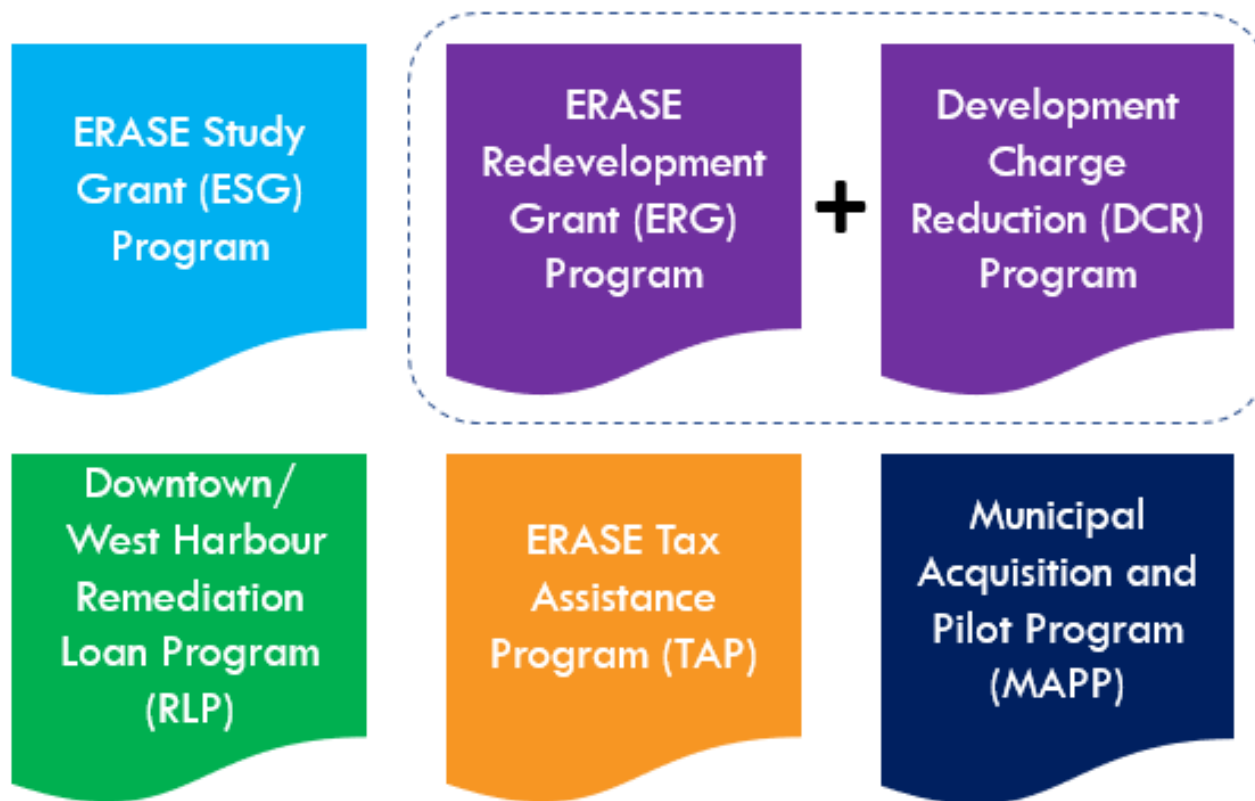 ERASE Study
Grant (ESG)
Program
ERASE
Redevelopment
Grant (ERG)
Program
+
Development
Charge
Reduction (DCR)
Program
Downtown/
West Harbour
Remediation
Loan Program
(RLP)
ERASE Tax
Assistance
Program (TAP)
Municipal
Acquisition and
Pilot Program
(MAPP)